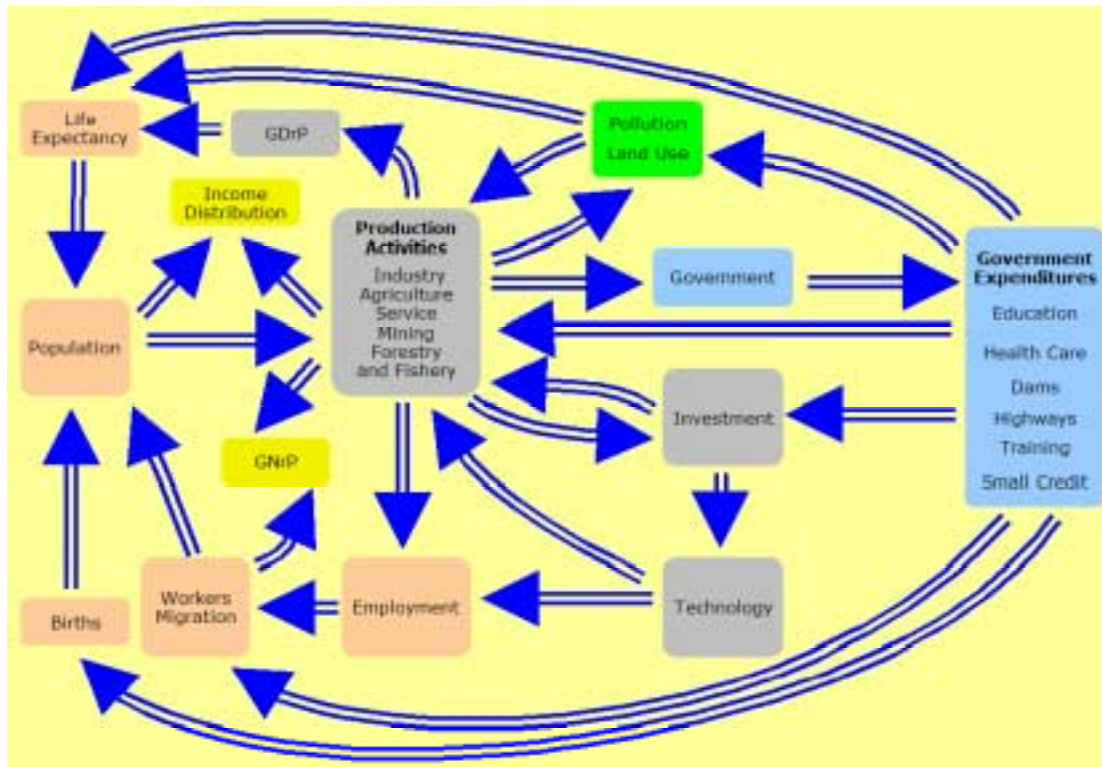 Life
Expectancy
GDrP
Pollution
Land Use
Income
Distribution
Production
Activities
Industry
Agriculture
Service
Mining
Forestry
and Fishery
Government
Government
Expenditures
Education
Health Care
Dams
Highways
Training
Small Credit
Population
Investment
GNrP
Births
Workers
Migration
Employment
Technology